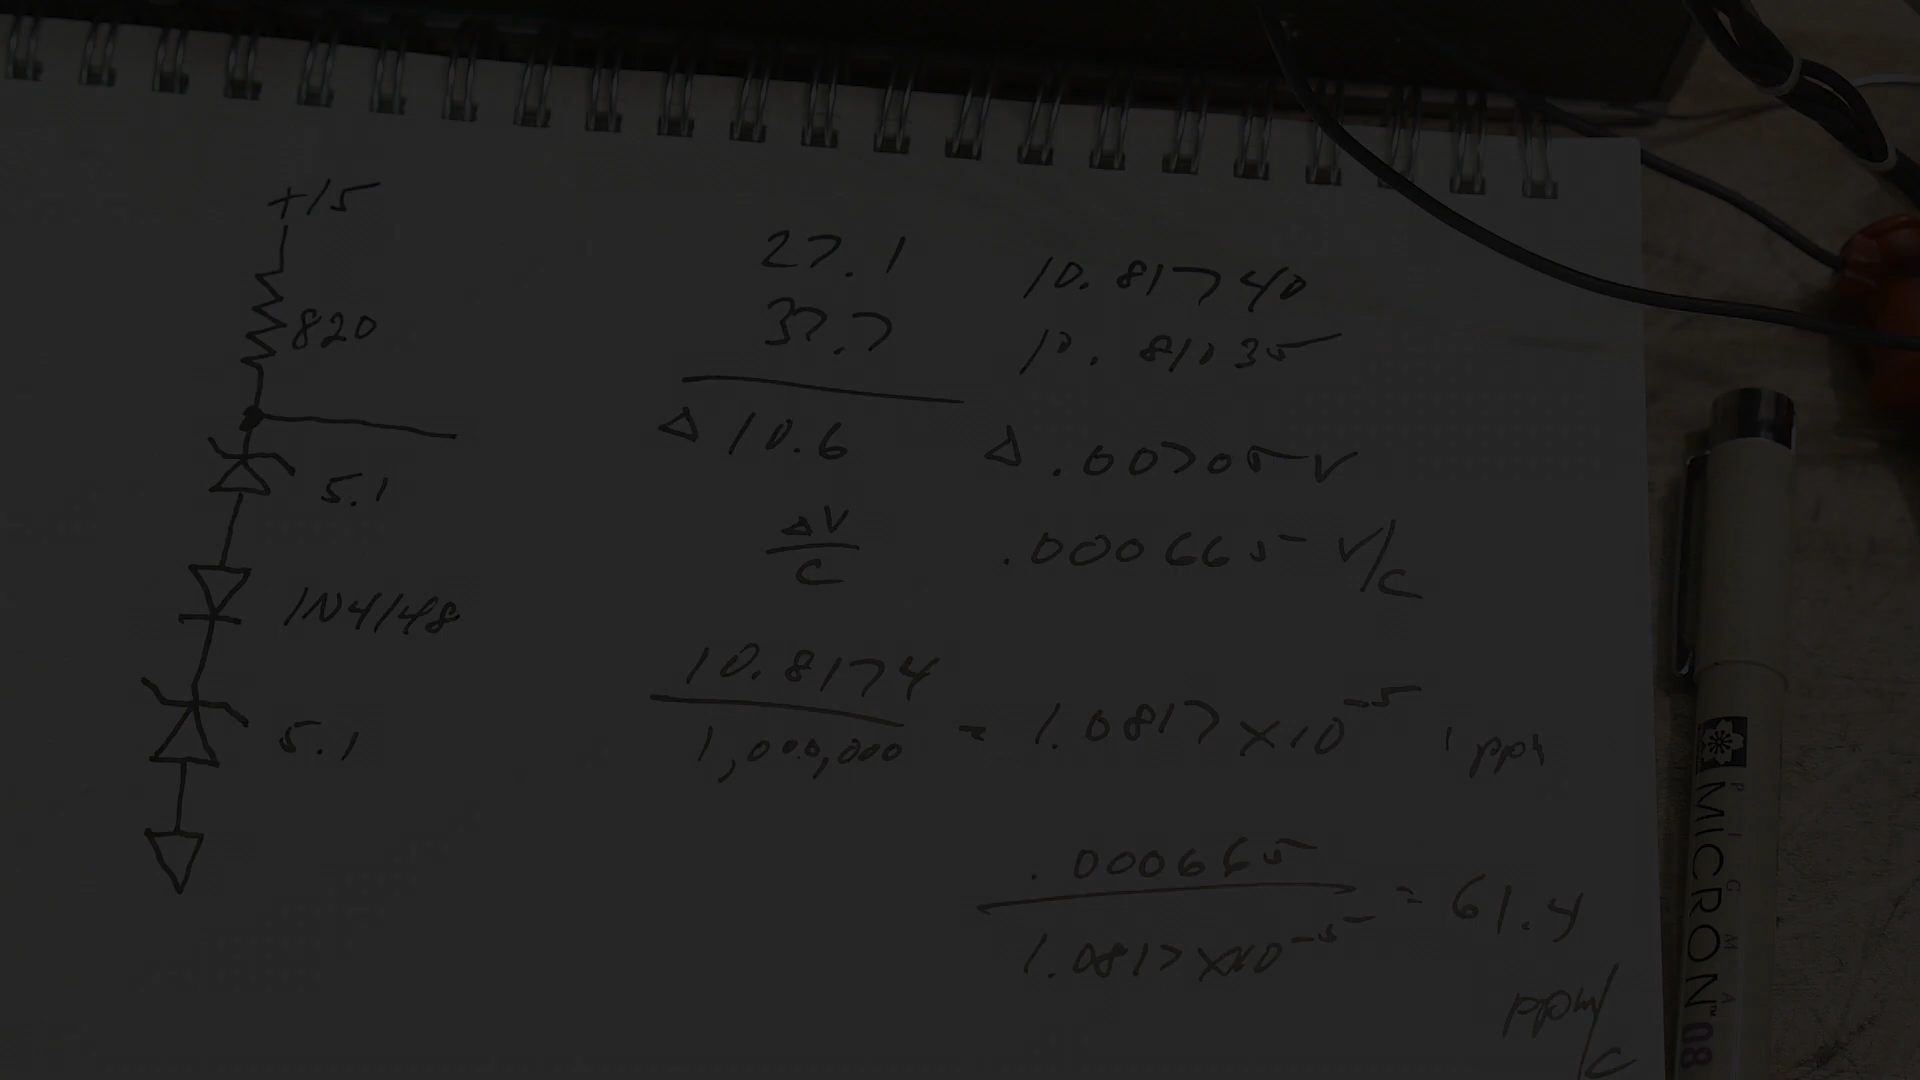 +15
820
5.1
1N4148
5.1
27.1 10.81740
37.7 10.81035
Δ 10.6 Δ .00705 V
ΔV/C .000665 V/C
10.8174
1,000,000
= 1.0817 x 10-5 1 ppm
.000665
1.0817 x 10-5
= 61.4
ppm/C
PIGMA
MICRON™ 08